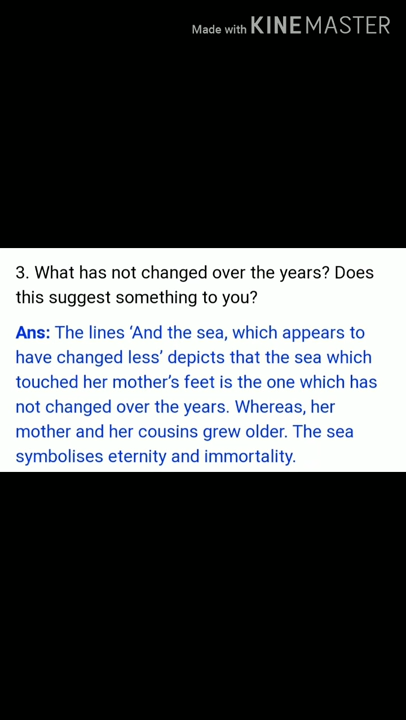 Made with KINEMASTER
3. What has not changed over the years? Does
this suggest something to you?
Ans: The lines ‘And the sea, which appears to
have changed less’ depicts that the sea which
touched her mother’s feet is the one which has
not changed over the years. Whereas, her
mother and her cousins grew older. The sea
symbolises eternity and immortality.